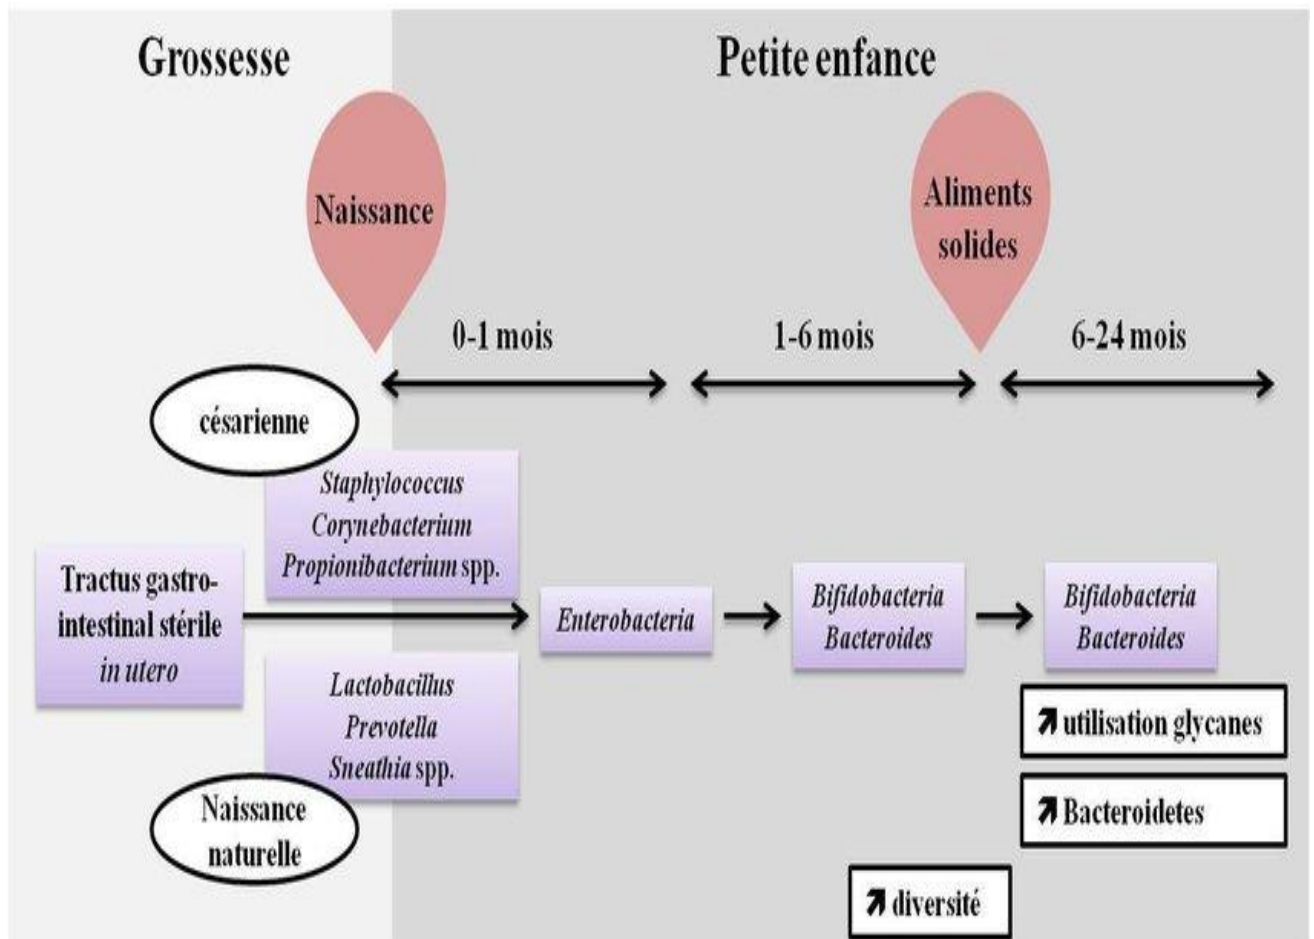 Grossesse
Petite enfance
Naissance
Aliments
solides
0-1 mois
1-6 mois
6-24 mois
césarienne
Staphylococcus
Corynebacterium
Propionibacterium spp.
Tractus gastro-
intestinal stérile
in utero
Enterobacteria
Bifidobacteria
Bacteroides
Bifidobacteria
Bacteroides
Lactobacillus
Prevotella
Sneathia spp.
Naissance
naturelle
↗ utilisation glycanes
↗ Bacteroidetes
↗ diversité